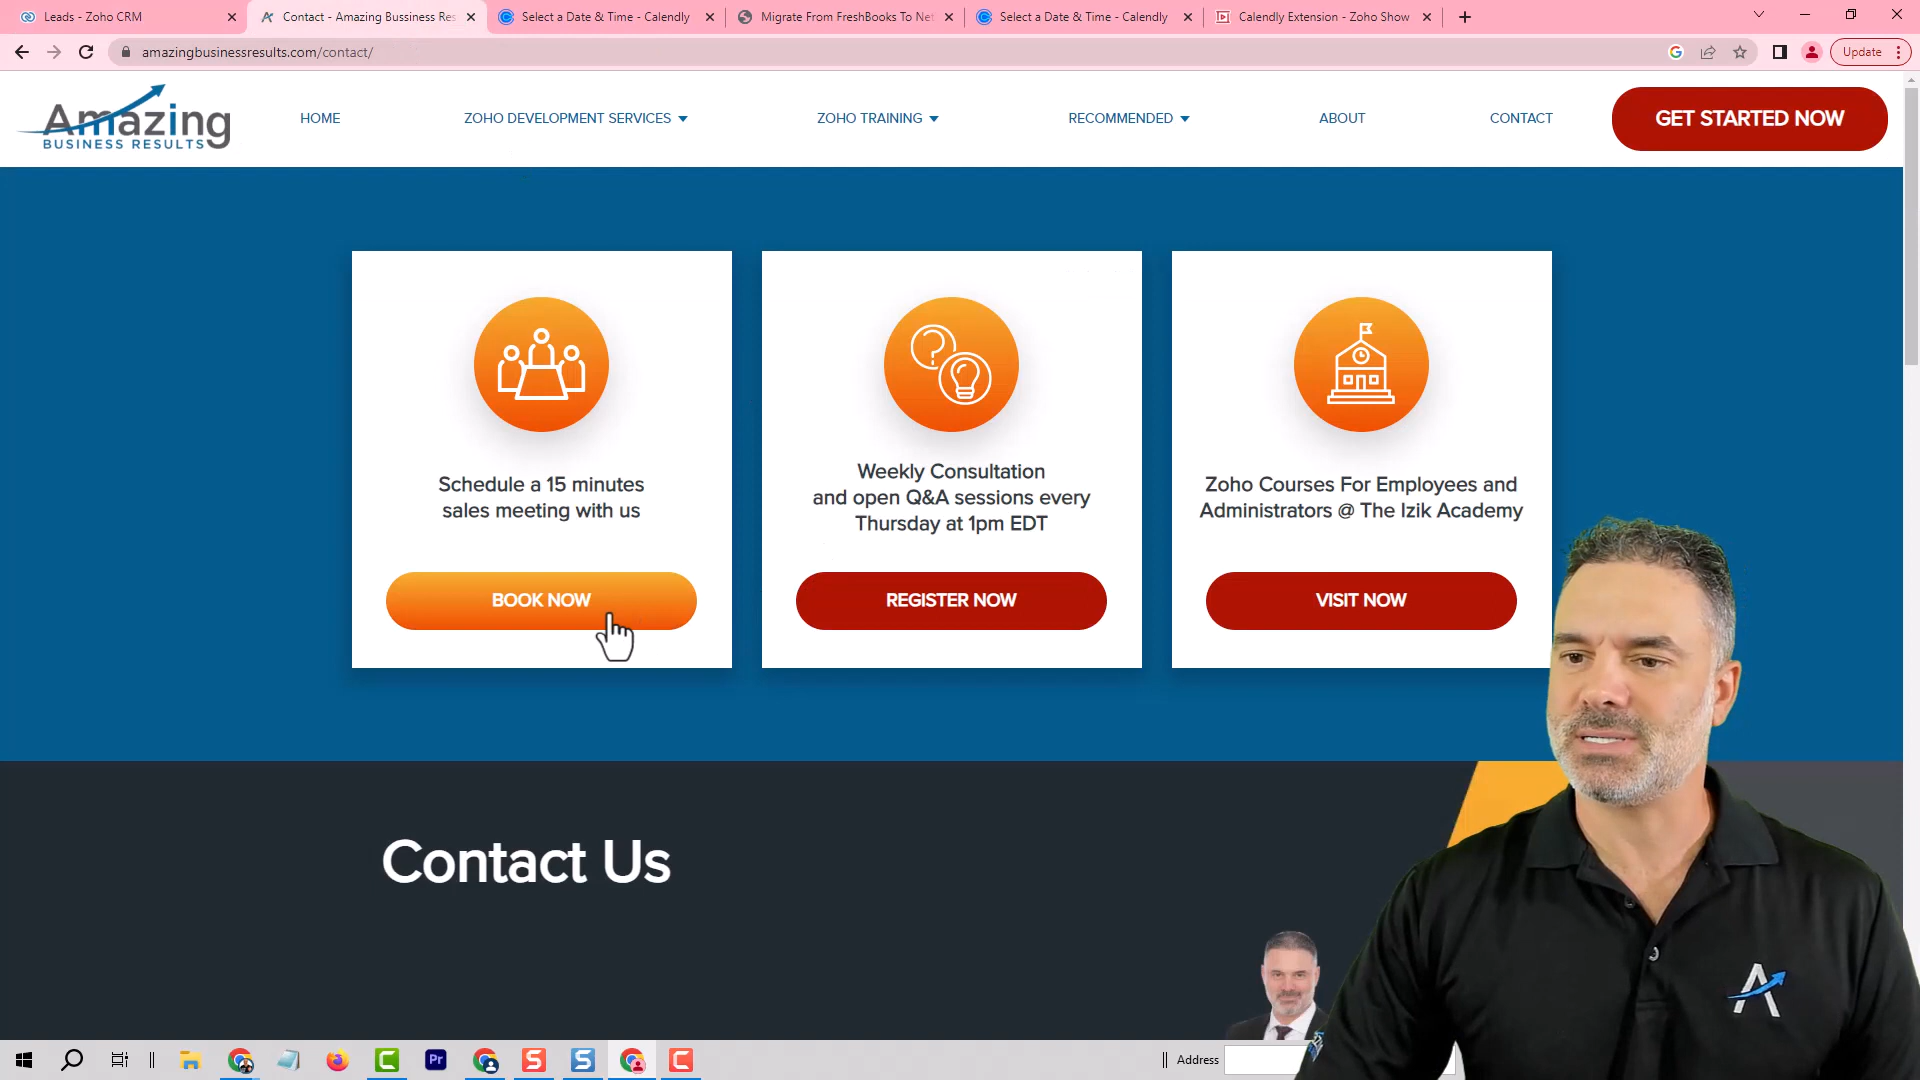 Leads - Zoho CRM
Contact - Amazing Bussiness Res
Select a Date & Time - Calendly
Migrate From FreshBooks To Net
Select a Date & Time - Calendly
Calendly Extension - Zoho Show
amazingbusinessresults.com/contact/
Update
Amazing
BUSINESS RESULTS
HOME
ZOHO DEVELOPMENT SERVICES
ZOHO TRAINING
RECOMMENDED
ABOUT
CONTACT
GET STARTED NOW
Schedule a 15 minutes
sales meeting with us
BOOK NOW
Weekly Consultation
and open Q&A sessions every
Thursday at 1pm EDT
REGISTER NOW
Zoho Courses For Employees and
Administrators @ The Izik Academy
VISIT NOW
Contact Us
Pr
Address